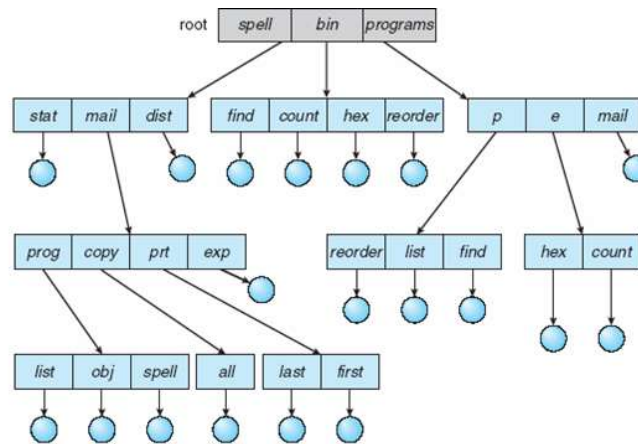 root spell bin programs
stat mail dist find count hex reorder p e mail
prog copy prt exp reorder list find hex count
list obj spell all last first